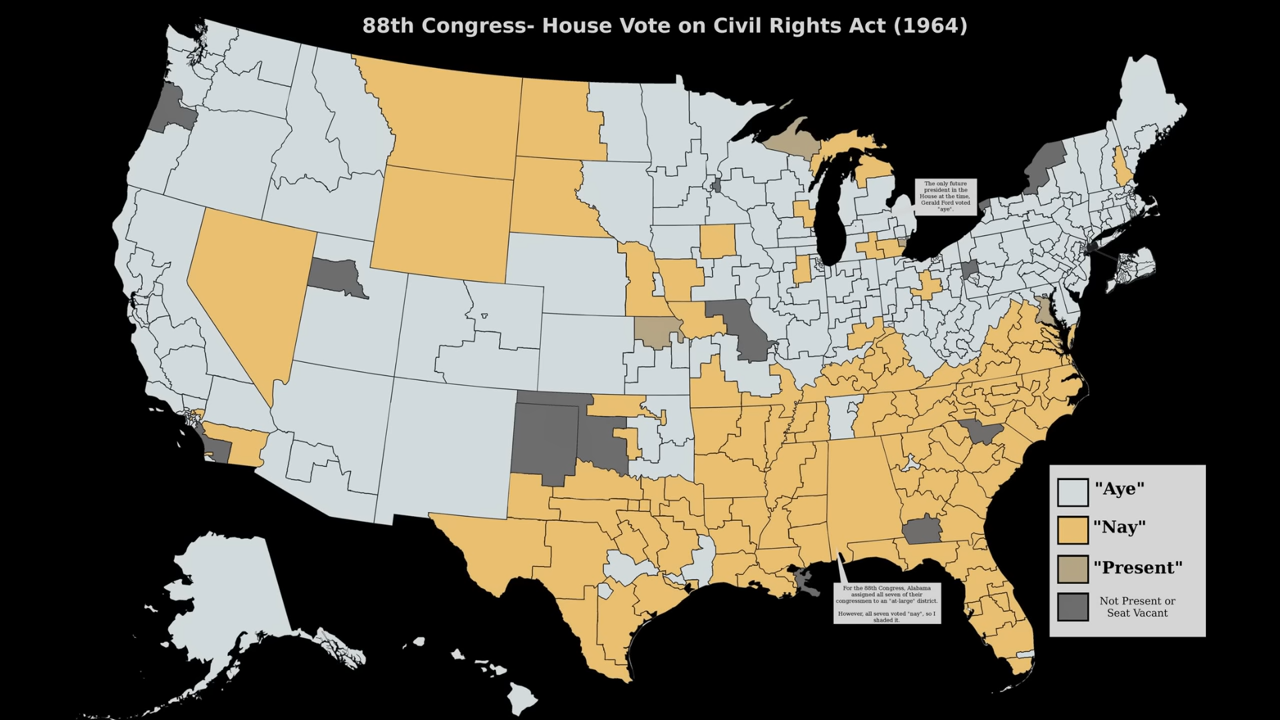 88th Congress- House Vote on Civil Rights Act (1964)
The only future
president in the
House at the time,
Gerald Ford voted
"aye".
"Aye"
"Nay"
"Present"
Not Present or
Seat Vacant
For the 88th Congress, Alabama
assigned all seven of their
congressmen to an "at-large" district.
However, all seven voted "nay", so I
shaded it.